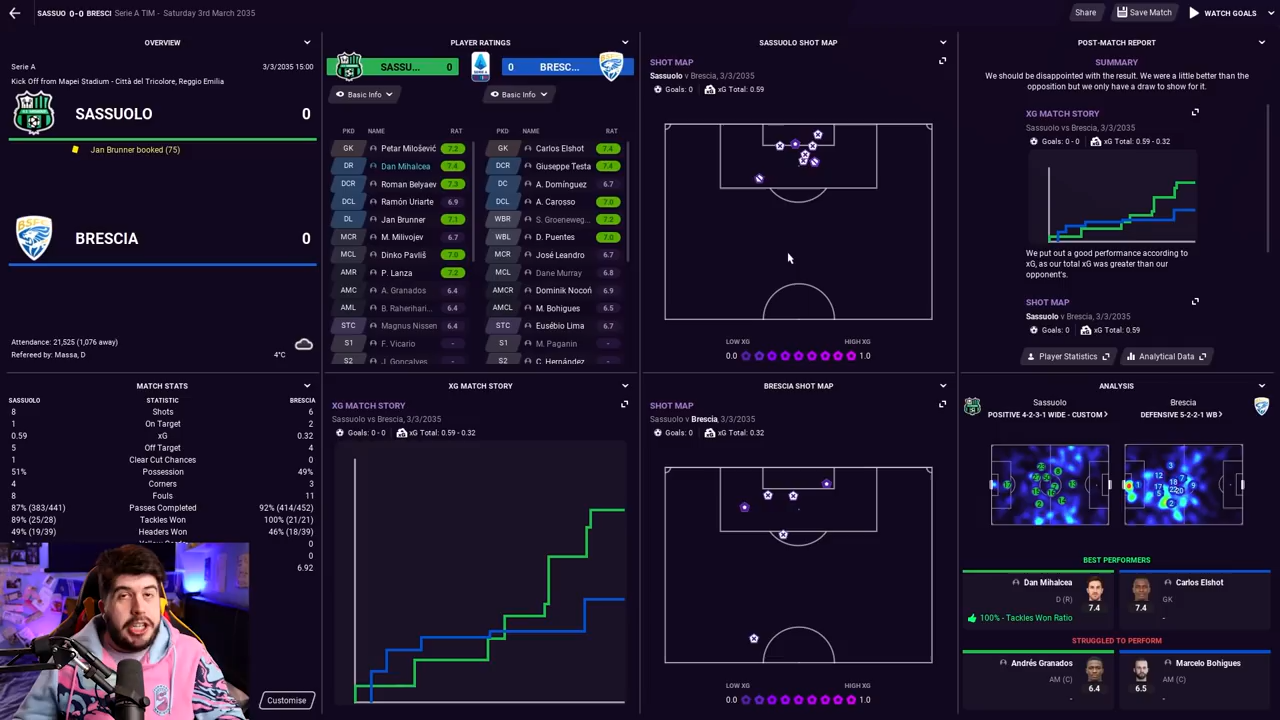 SASSUO 0-0 BRESCI Serie A TIM - Saturday 3rd March 2035
Share
Save Match
WATCH GOALS
OVERVIEW
Serie A
3/3/2035 15:00
Kick Off from Mapei Stadium - Città del Tricolore, Reggio Emilia
SASSUOLO 0
Jan Brunner booked (75)
BRESCIA 0
Attendance: 21,525 (1,076 away)
Refereed by: Massa, D
4°C
PLAYER RATINGS
SASSU... 0
0 BRESC...
Basic Info
Basic Info
PKD NAME RAT
GK Petar Milošević 7.2
DR Dan Mihalcea 7.4
DCR Roman Belyaev 7.3
DCL Ramón Uriarte 6.9
DL Jan Brunner 7.1
MCR M. Milivojev 6.7
MCL Dinko Pavliš 7.0
AMR P. Lanza 7.2
AMC A. Granados 6.4
AML B. Raherinari... 6.4
STC Magnus Nissen 6.4
S1 F. Vicario -
S2 J. Gonçalves -
PKD NAME RAT
GK Carlos Elshot 7.4
DCR Giuseppe Testa 7.4
DC A. Domínguez 6.7
DCL A. Carosso 7.0
WBR S. Groeneweg... 7.2
WBL D. Puentes 7.0
MCR José Leandro 6.7
MCL Dane Murray 6.8
AMCR Dominik Nocoń 6.9
AMCL M. Bohigues 6.5
STC Eusébio Lima 6.7
S1 M. Paganin -
S2 C. Hernández -
SASSUOLO SHOT MAP
SHOT MAP
Sassuolo v Brescia, 3/3/2035
Goals: 0 xG Total: 0.59
LOW XG
HIGH XG
0.0 1.0
POST-MATCH REPORT
SUMMARY
We should be disappointed with the result. We were a little better than the
opposition but we only have a draw to show for it.
XG MATCH STORY
Sassuolo vs Brescia, 3/3/2035
Goals: 0 - 0 xG Total: 0.59 - 0.32
We put out a good performance according to
xG, as our total xG was greater than our
opponent's.
SHOT MAP
Sassuolo v Brescia, 3/3/2035
Goals: 0 xG Total: 0.59
Player Statistics
Analytical Data
MATCH STATS
SASSUOLO STATISTIC BRESCIA
8 Shots 6
1 On Target 2
0.59 xG 0.32
5 Off Target 4
1 Clear Cut Chances 0
51% Possession 49%
4 Corners 3
8 Fouls 11
87% (383/441) Passes Completed 92% (414/452)
89% (25/28) Tackles Won 100% (21/21)
49% (19/39) Headers Won 46% (18/39)
0
0
6.92
Customise
XG MATCH STORY
XG MATCH STORY
Sassuolo vs Brescia, 3/3/2035
Goals: 0 - 0 xG Total: 0.59 - 0.32
BRESCIA SHOT MAP
SHOT MAP
Sassuolo v Brescia, 3/3/2035
Goals: 0 xG Total: 0.32
LOW XG
HIGH XG
0.0 1.0
ANALYSIS
Sassuolo
POSITIVE 4-2-3-1 WIDE - CUSTOM
Brescia
DEFENSIVE 5-2-2-1 WB
BEST PERFORMERS
Dan Mihalcea
D (R)
7.4
100% - Tackles Won Ratio
Carlos Elshot
GK
7.4
-
STRUGGLED TO PERFORM
Andrés Granados
AM (C)
6.4
-
Marcelo Bohigues
AM (C)
6.5
-